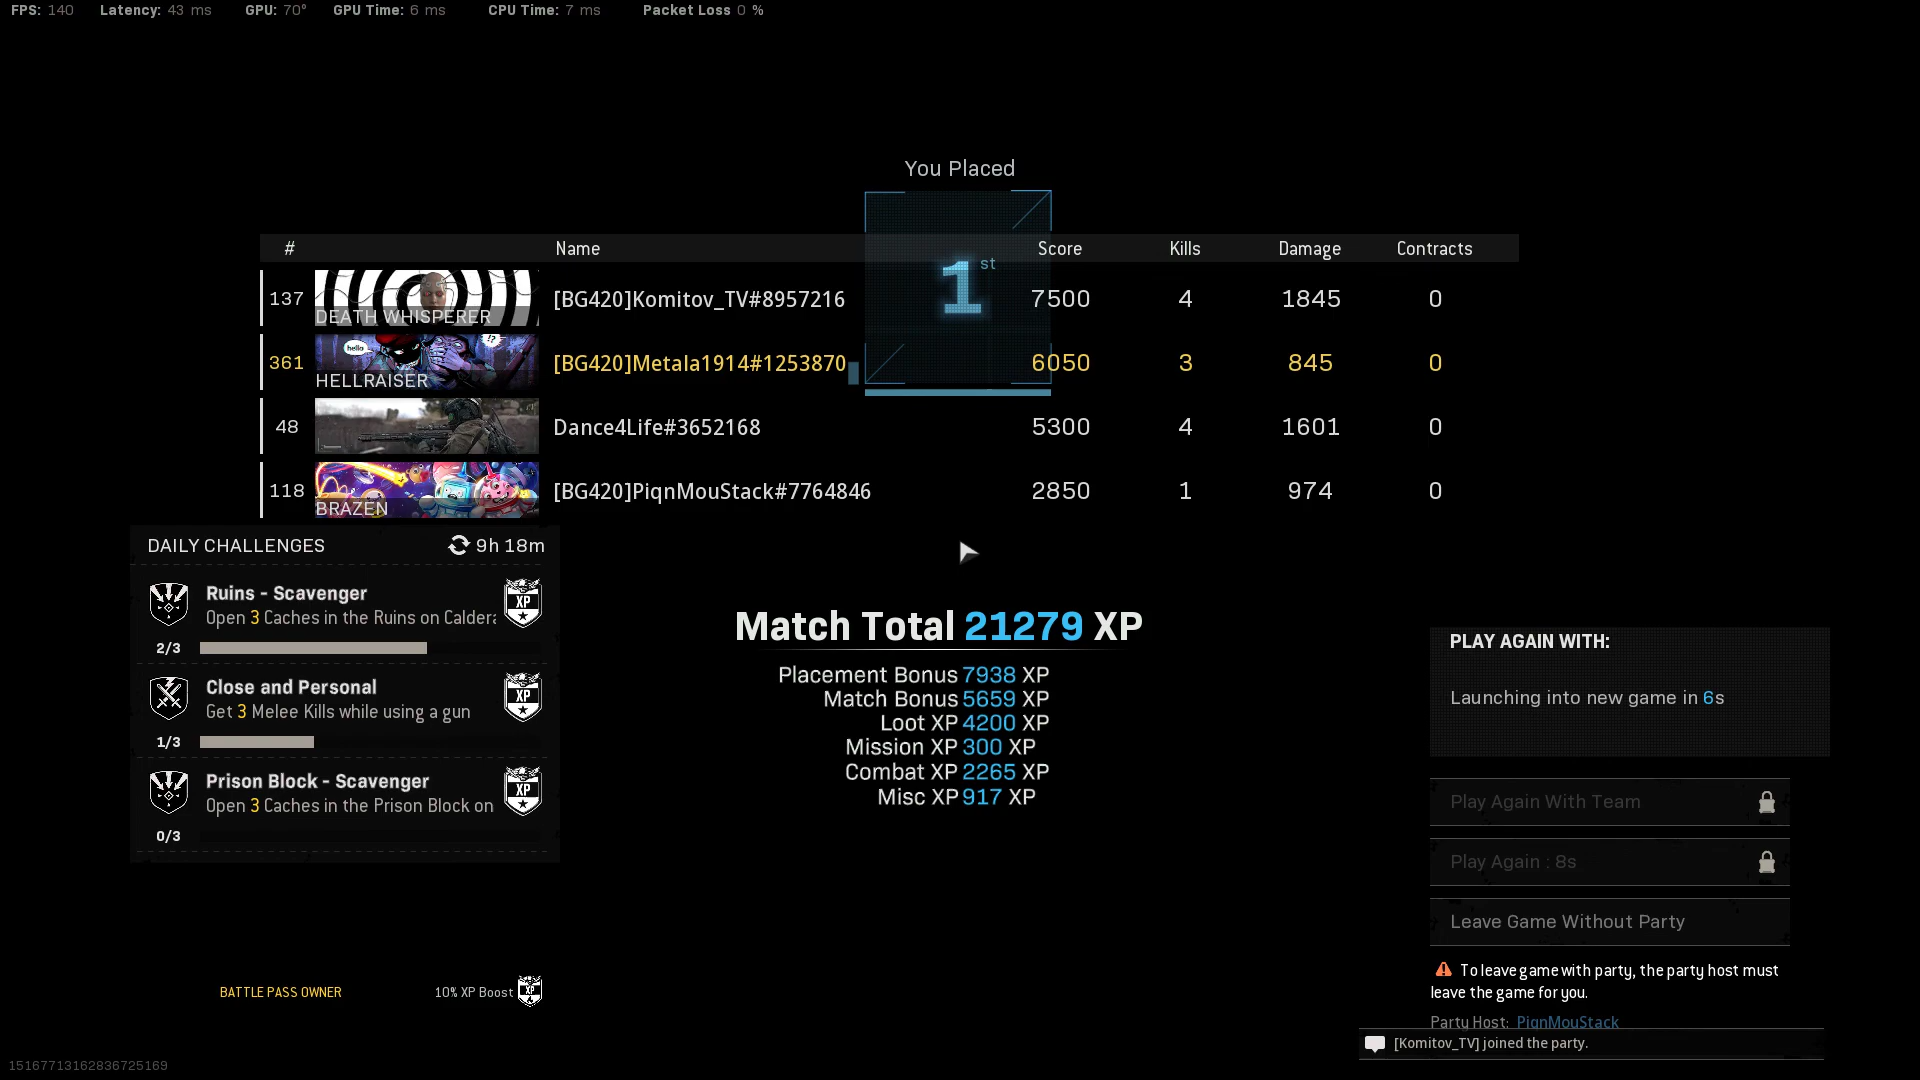 FPS: 140 Latency: 43 ms GPU: 70° GPU Time: 6 ms CPU Time: 7 ms Packet Loss 0 %
You Placed
1st
# Name Score Kills Damage Contracts
137 DEATH WHISPERER [BG420]Komitov_TV#8957216 7500 4 1845 0
361 hello !? HELLRAISER [BG420]Metala1914#1253870 6050 3 845 0
48 Dance4Life#3652168 5300 4 1601 0
118 BRAZEN [BG420]PiqnMouStack#7764846 2850 1 974 0
DAILY CHALLENGES 9h 18m
Ruins - Scavenger XP
Open 3 Caches in the Ruins on Caldera
2/3
Close and Personal XP
Get 3 Melee Kills while using a gun
1/3
Prison Block - Scavenger XP
Open 3 Caches in the Prison Block on
0/3
BATTLE PASS OWNER 10% XP Boost XP
Match Total 21279 XP
Placement Bonus 7938 XP
Match Bonus 5659 XP
Loot XP 4200 XP
Mission XP 300 XP
Combat XP 2265 XP
Misc XP 917 XP
PLAY AGAIN WITH:
Launching into new game in 6s
Play Again With Team
Play Again : 8s
Leave Game Without Party
To leave game with party, the party host must
leave the game for you.
Party Host: PiqnMouStack
[Komitov_TV] joined the party.
15167713162836725169